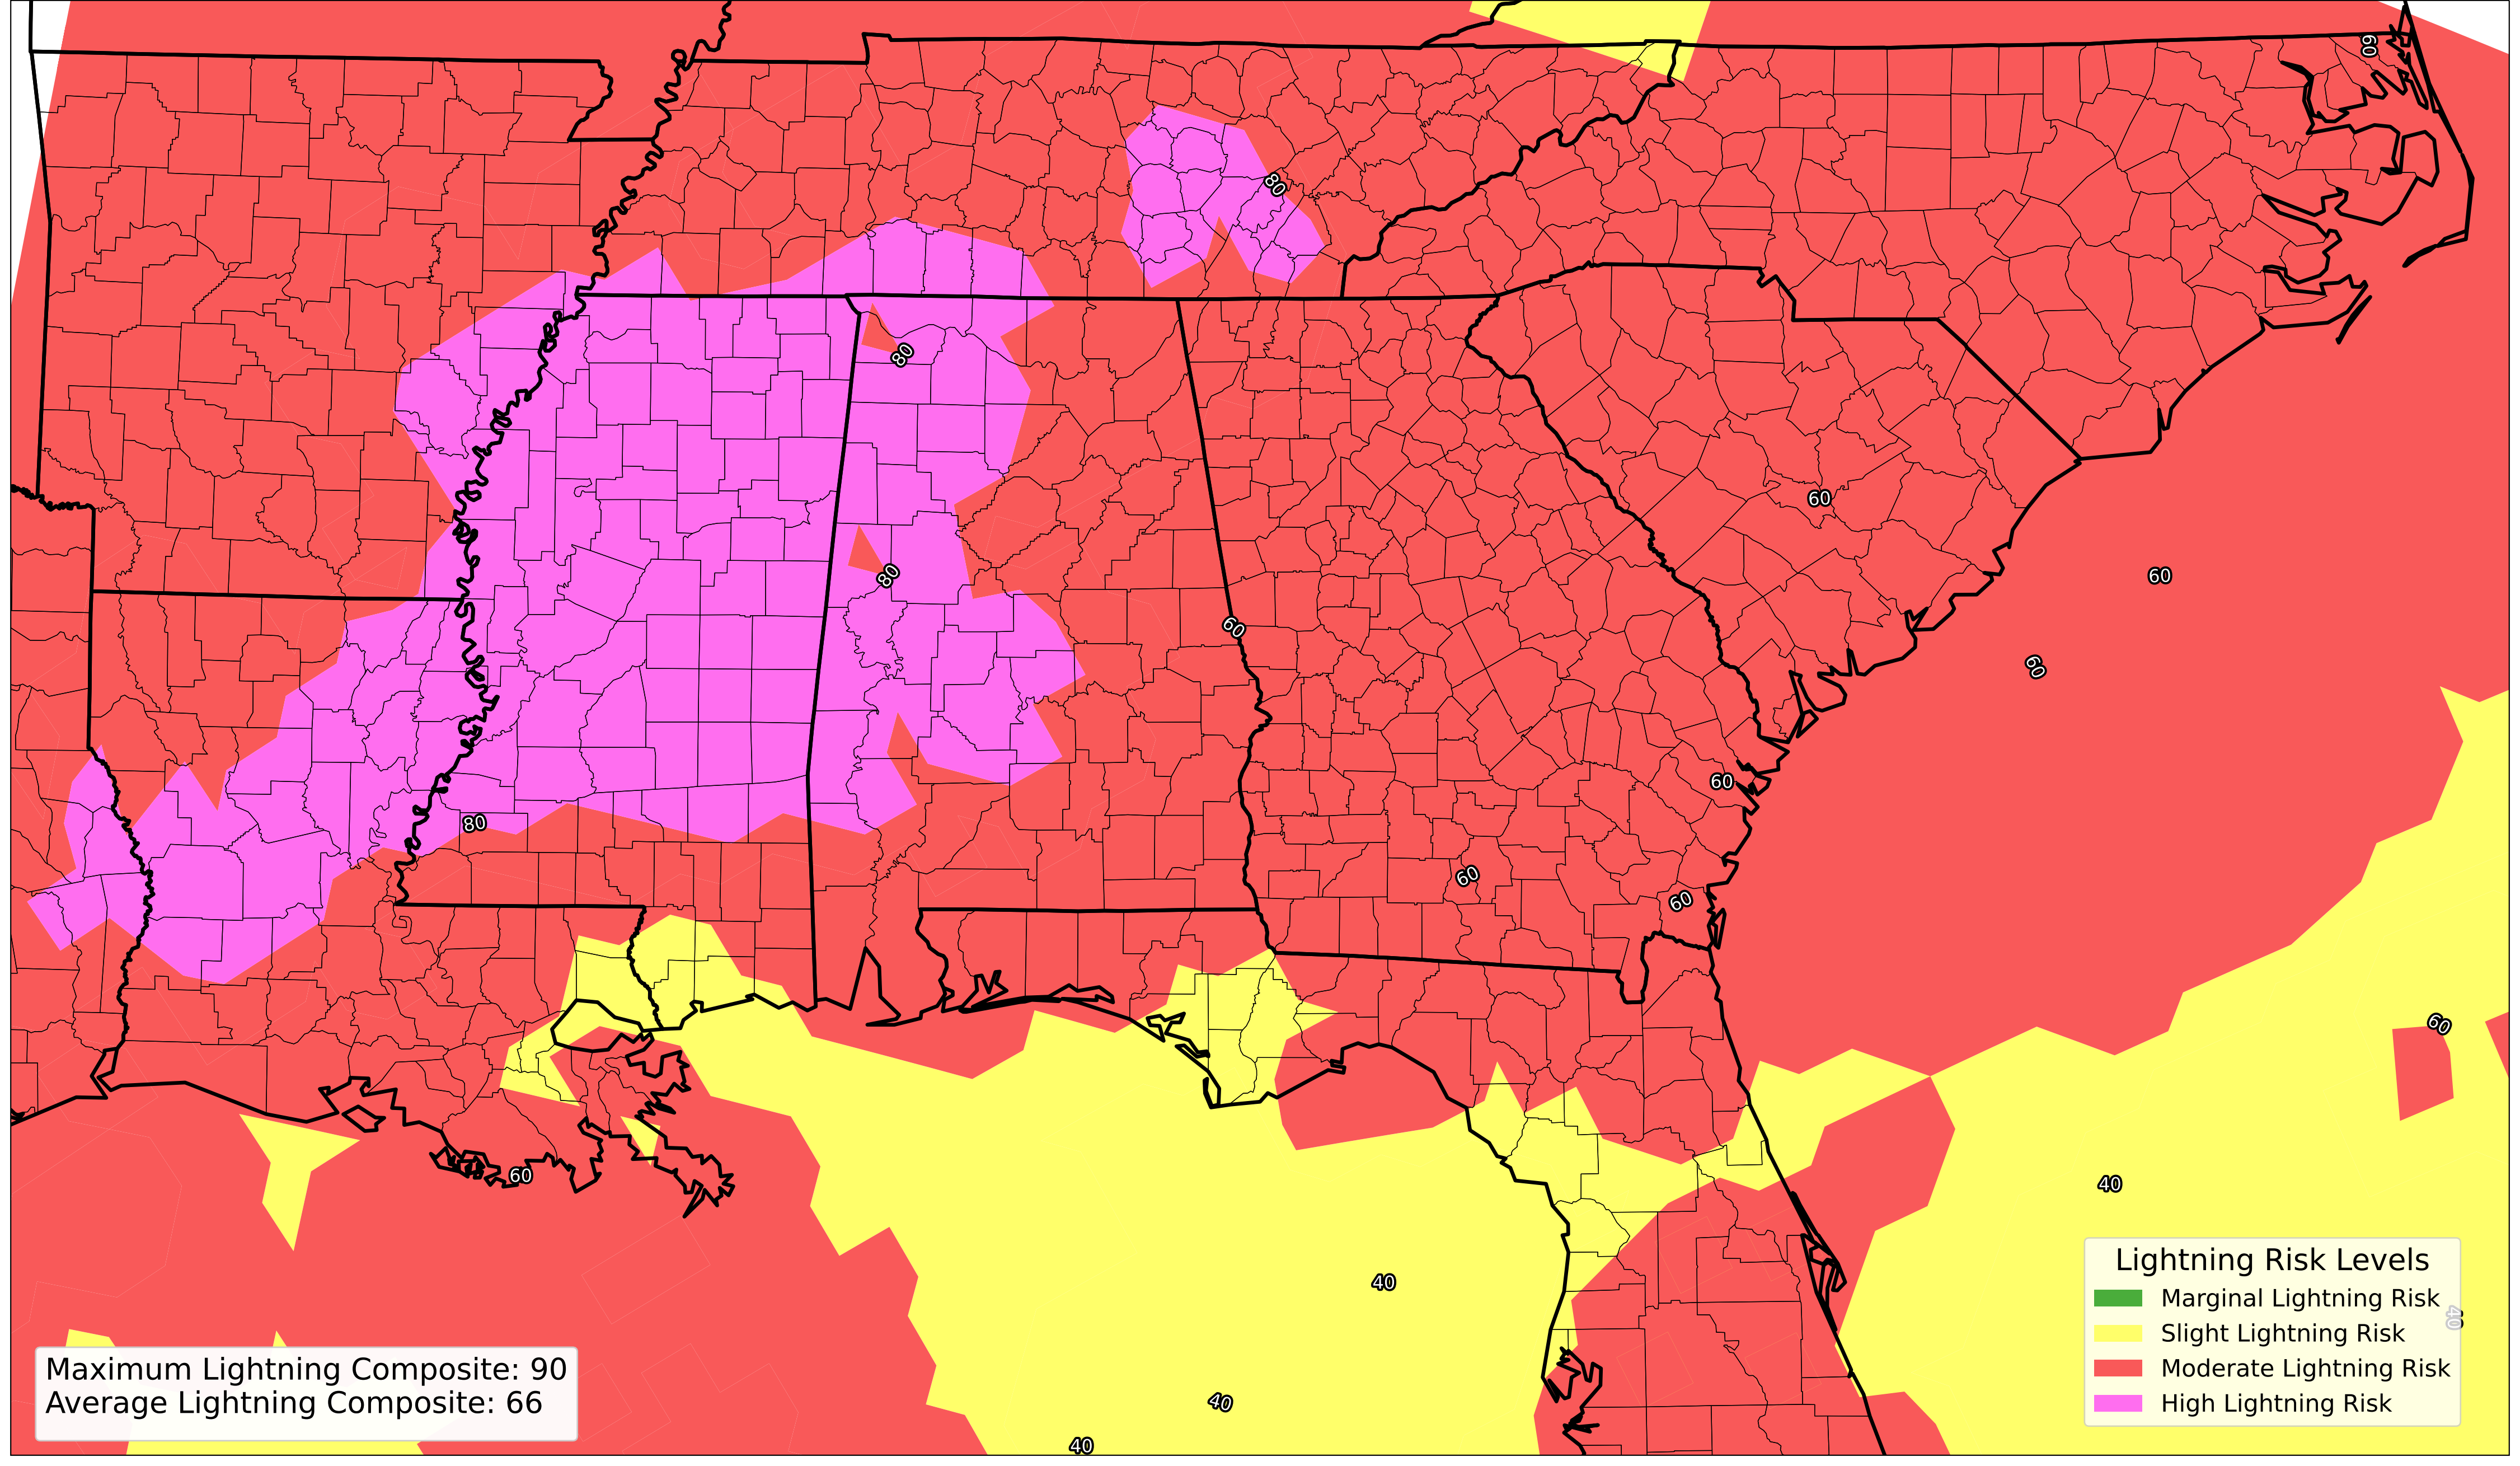 60
80
80
60
80
60
60
60
60
80
60
60
60
60
40
40
40
40
Lightning Risk Levels
Marginal Lightning Risk
Slight Lightning Risk
Moderate Lightning Risk
High Lightning Risk
40
Maximum Lightning Composite: 90
Average Lightning Composite: 66